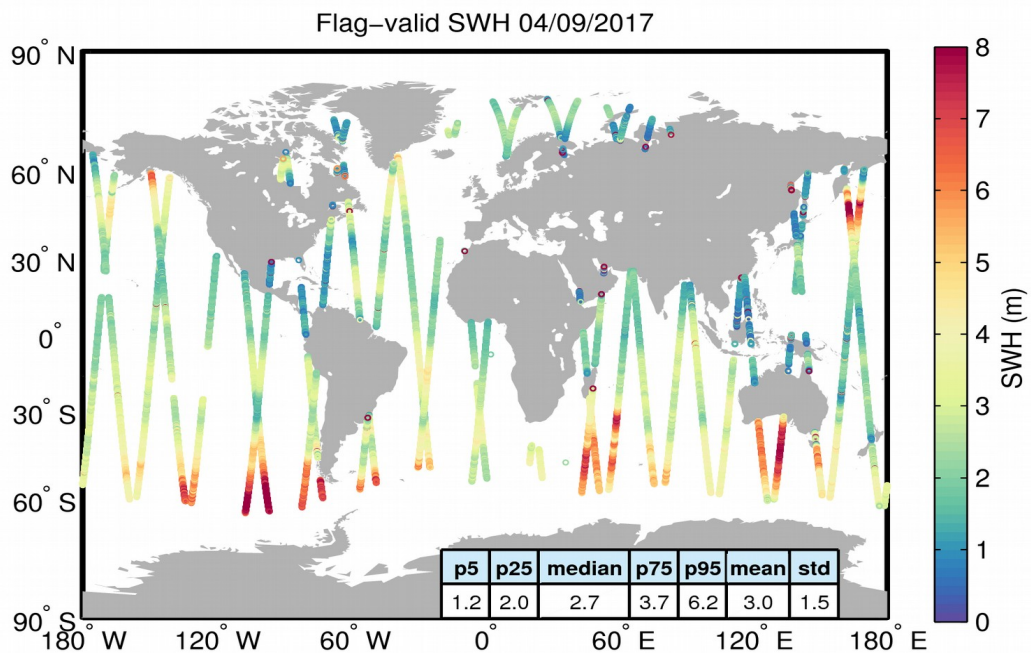 Flag−valid SWH 04/09/2017
90° N
60° N
30° N
0°
30° S
60° S
90° S
180° W
120° W
60° W
0°
60° E
120° E
180° E
p5 p25 median p75 p95 mean std
1.2 2.0 2.7 3.7 6.2 3.0 1.5
8
7
6
5
4
3
2
1
0
SWH (m)